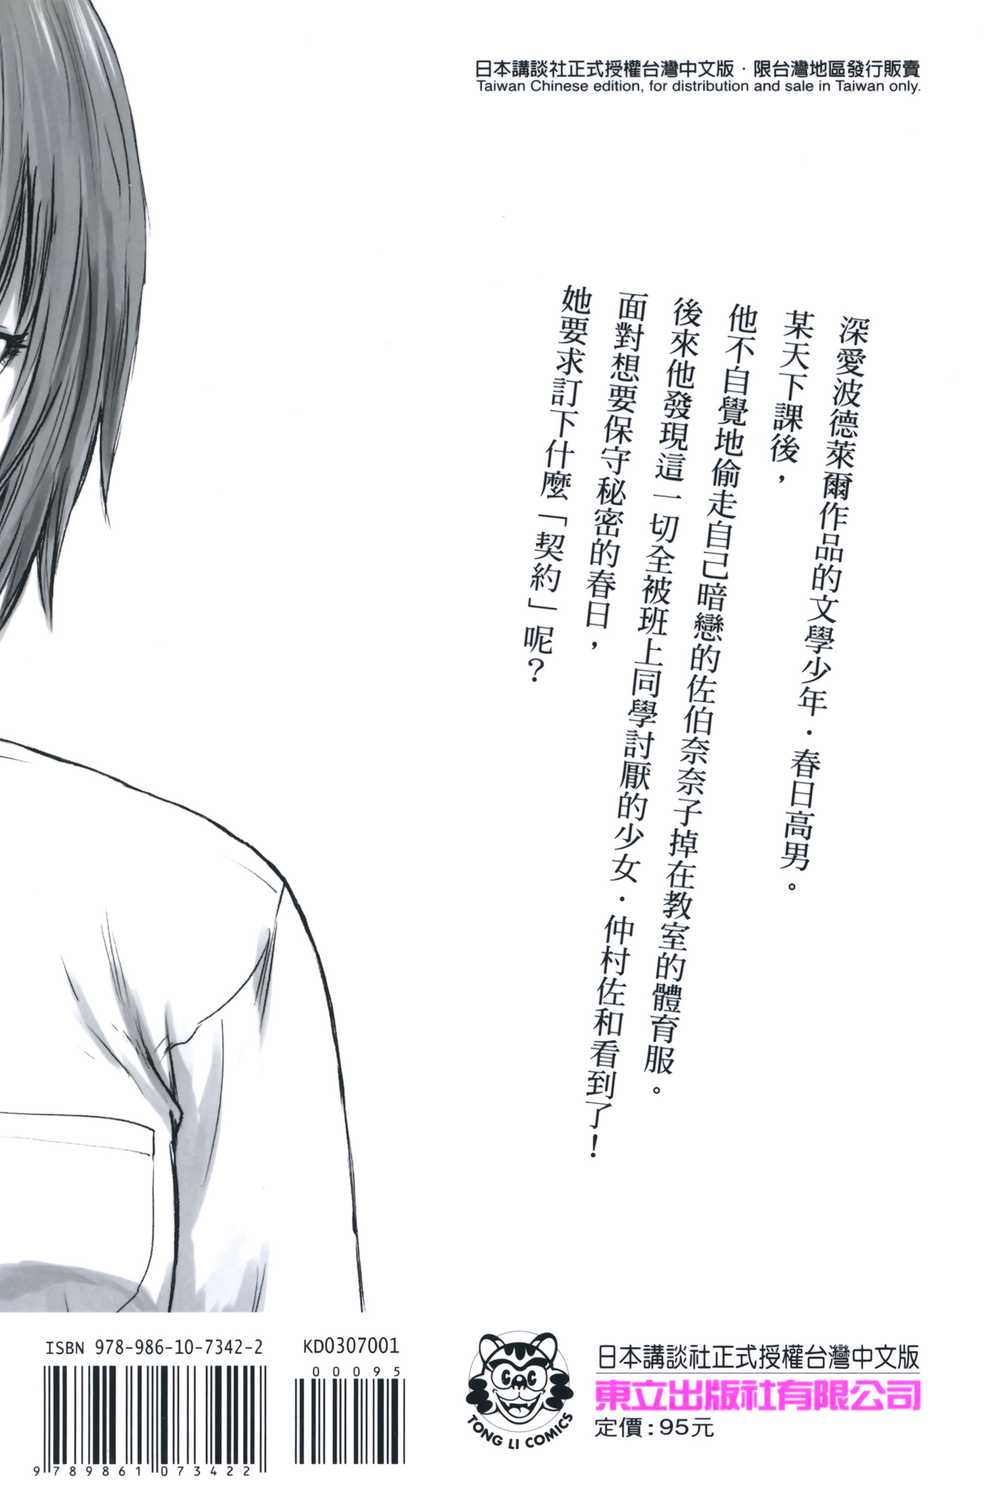 日本講談社正式授權台灣中文版．限台灣地區發行販賣
Taiwan Chinese edition, for distribution and sale in Taiwan only.
深愛波德萊爾作品的文學少年．春日高男。
某天下課後，
他不自覺地偷走自己暗戀的佐伯奈奈子掉在教室的體育服。
後來他發現這一切全被班上同學討厭的少女．仲村佐和看到了！
面對想要保守秘密的春日，
她要求訂下什麼「契約」呢？
ISBN 978-986-10-7342-2
9 789861 073422
KD0307001
00095
TONG LI COMICS
日本講談社正式授權台灣中文版
東立出版社有限公司
定價：95元